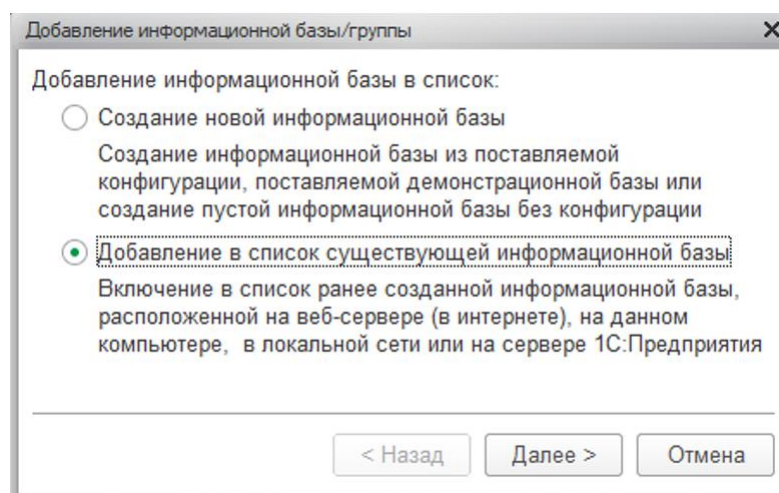 Добавление информационной базы/группы
Добавление информационной базы в список:
Создание новой информационной базы
Создание информационной базы из поставляемой
конфигурации, поставляемой демонстрационной базы или
создание пустой информационной базы без конфигурации
Добавление в список существующей информационной базы
Включение в список ранее созданной информационной базы,
расположенной на веб-сервере (в интернете), на данном
компьютере,  в локальной сети или на сервере 1С:Предприятия
< Назад Далее > Отмена